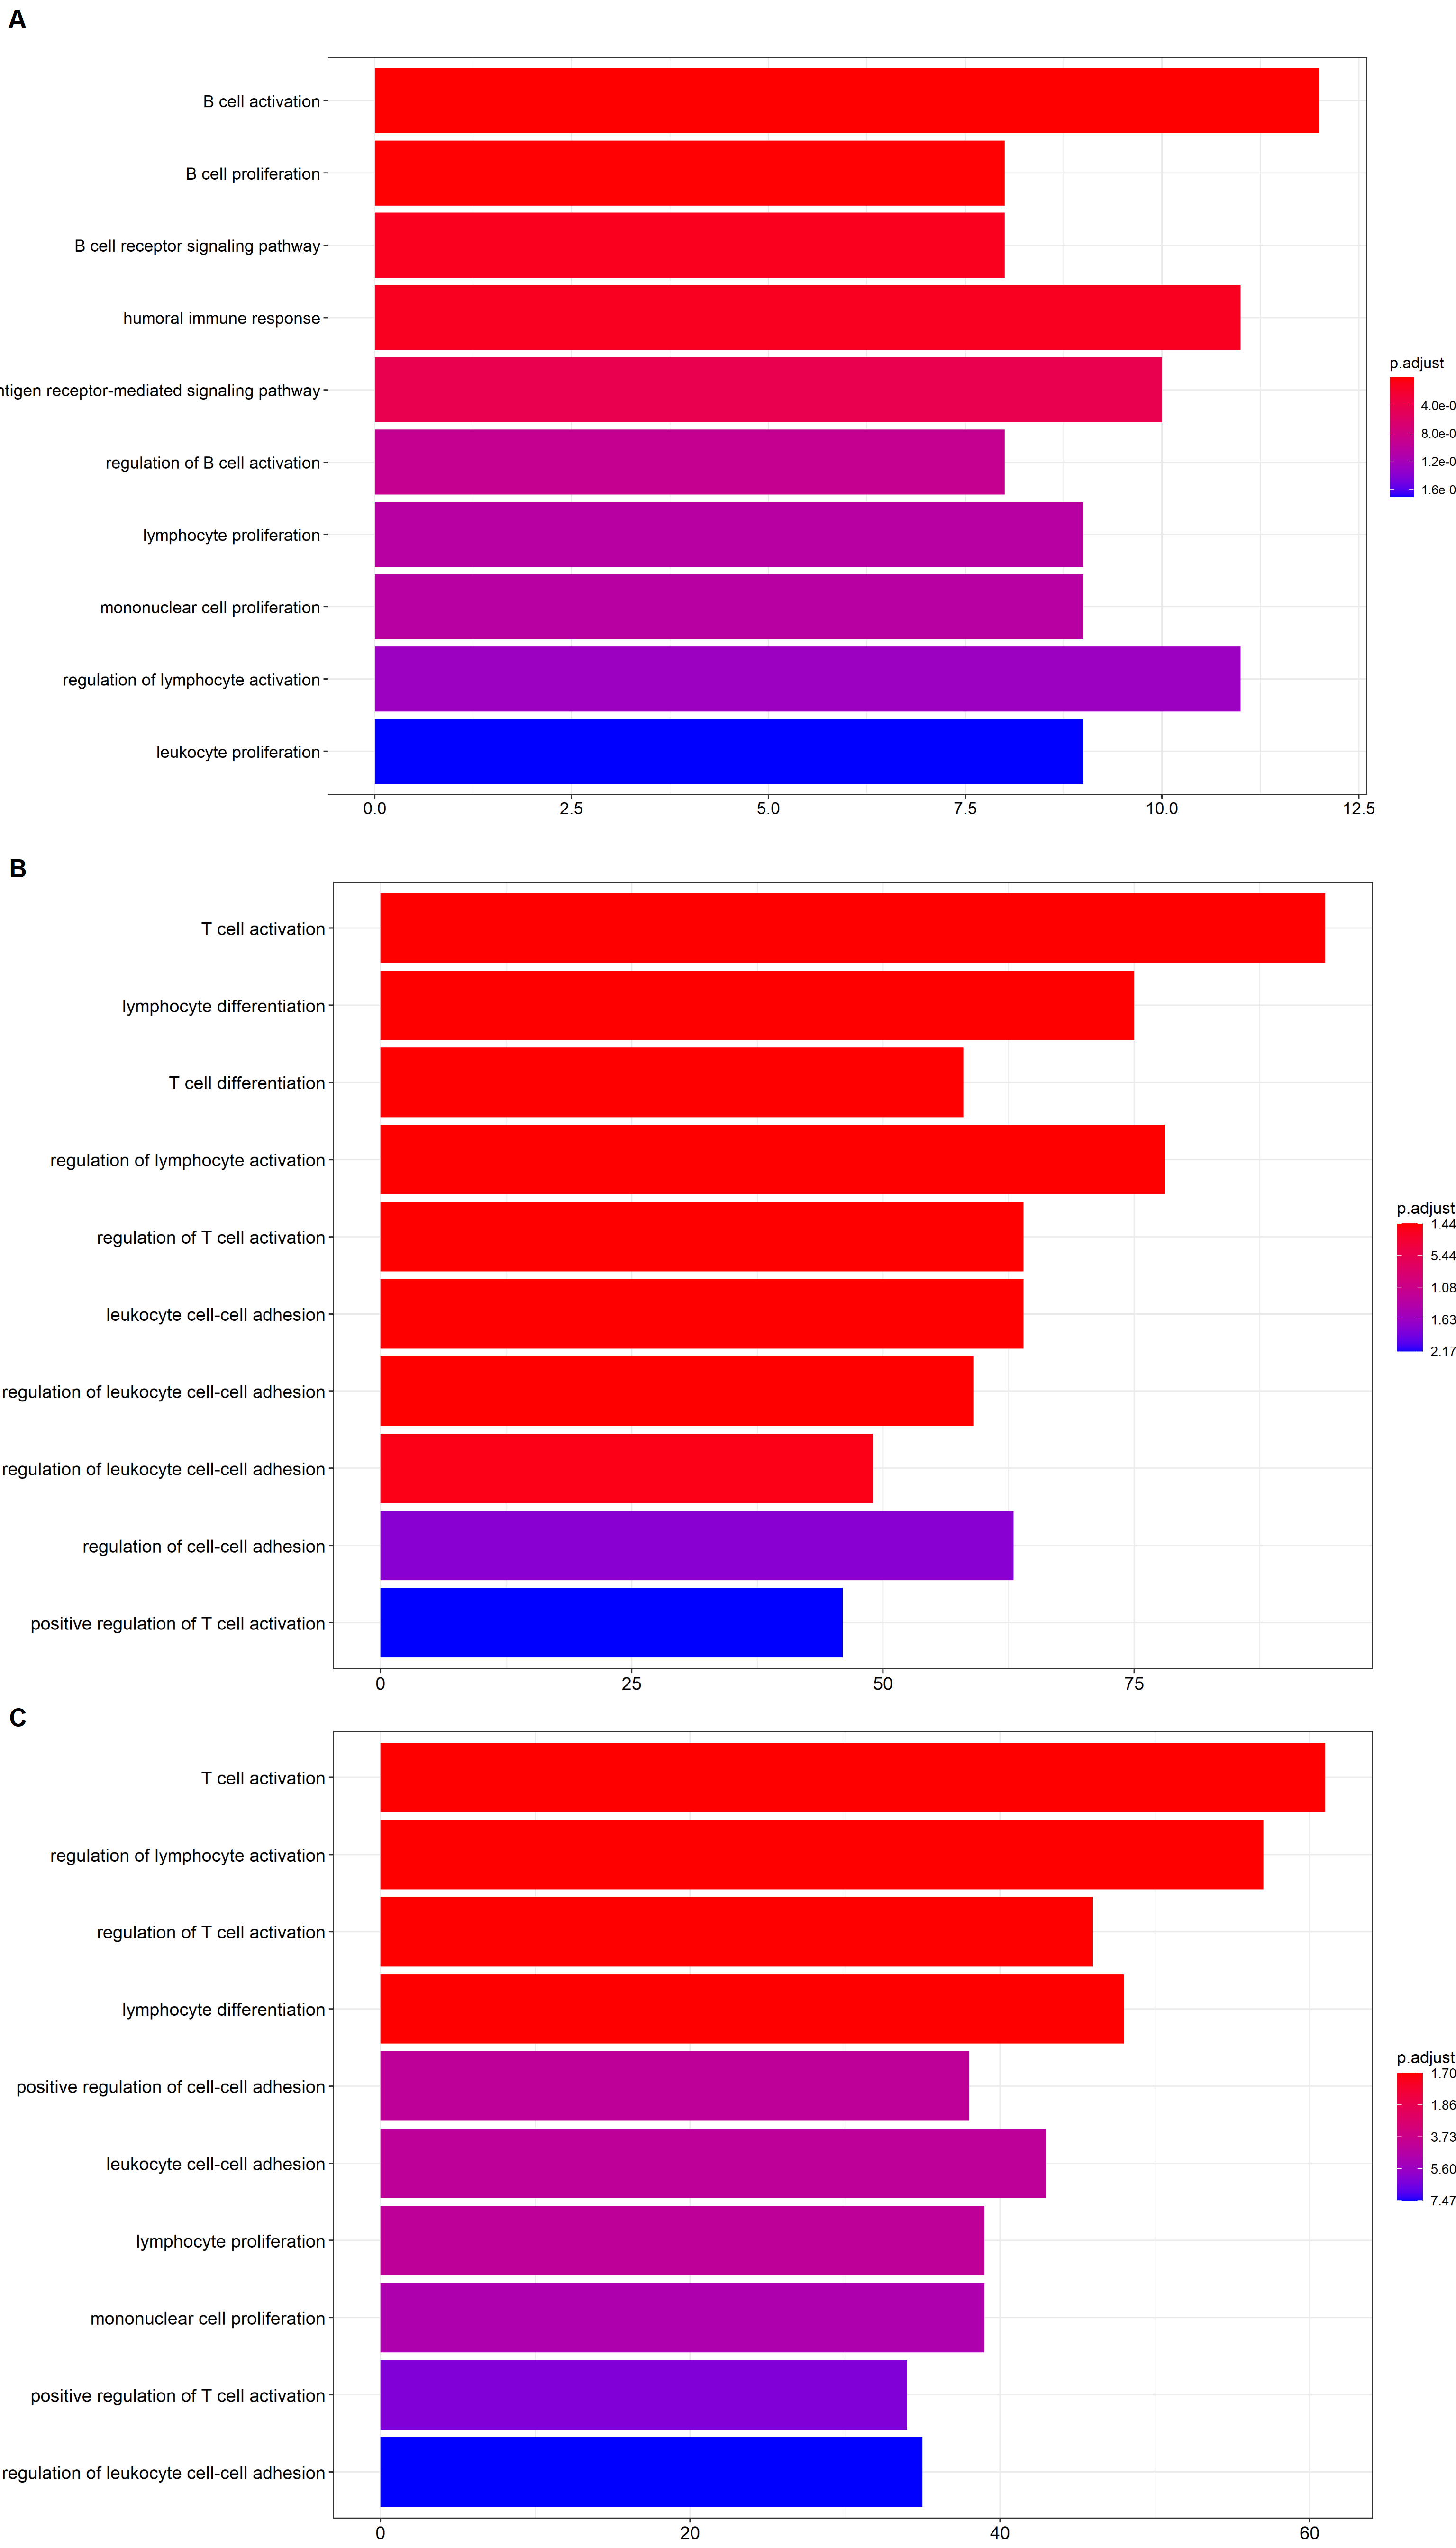 A
B cell activation
B cell proliferation
B cell receptor signaling pathway
humoral immune response
ntigen receptor-mediated signaling pathway
regulation of B cell activation
lymphocyte proliferation
mononuclear cell proliferation
regulation of lymphocyte activation
leukocyte proliferation
0.0 2.5 5.0 7.5 10.0 12.5
p.adjust
4.0e-0
8.0e-0
1.2e-0
1.6e-0
B
T cell activation
lymphocyte differentiation
T cell differentiation
regulation of lymphocyte activation
regulation of T cell activation
leukocyte cell-cell adhesion
regulation of leukocyte cell-cell adhesion
regulation of leukocyte cell-cell adhesion
regulation of cell-cell adhesion
positive regulation of T cell activation
0 25 50 75
p.adjust
1.44
5.44
1.08
1.63
2.17
C
T cell activation
regulation of lymphocyte activation
regulation of T cell activation
lymphocyte differentiation
positive regulation of cell-cell adhesion
leukocyte cell-cell adhesion
lymphocyte proliferation
mononuclear cell proliferation
positive regulation of T cell activation
regulation of leukocyte cell-cell adhesion
0 20 40 60
p.adjust
1.70
1.86
3.73
5.60
7.47